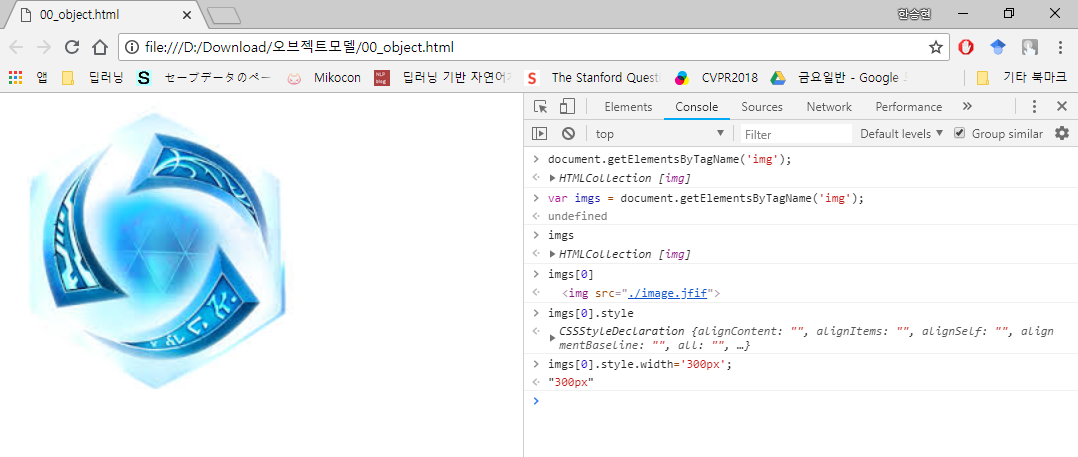 00_object.html
한승현
file:///D:/Download/오브젝트모델/00_object.html
앱 딥러닝 S セーブデータのペー Mikocon NLP blog 딥러닝 기반 자연어 S The Stanford Questi CVPR2018 금요일반 - Google 기타 북마크
Elements Console Sources Network Performance »
top Filter Default levels Group similar
document.getElementsByTagName('img');
HTMLCollection [img]
var imgs = document.getElementsByTagName('img');
undefined
imgs
HTMLCollection [img]
imgs[0]
<img src="./image.jfif">
imgs[0].style
CSSStyleDeclaration {alignContent: "", alignItems: "", alignSelf: "", align
mentBaseline: "", all: "", …}
imgs[0].style.width='300px';
"300px"